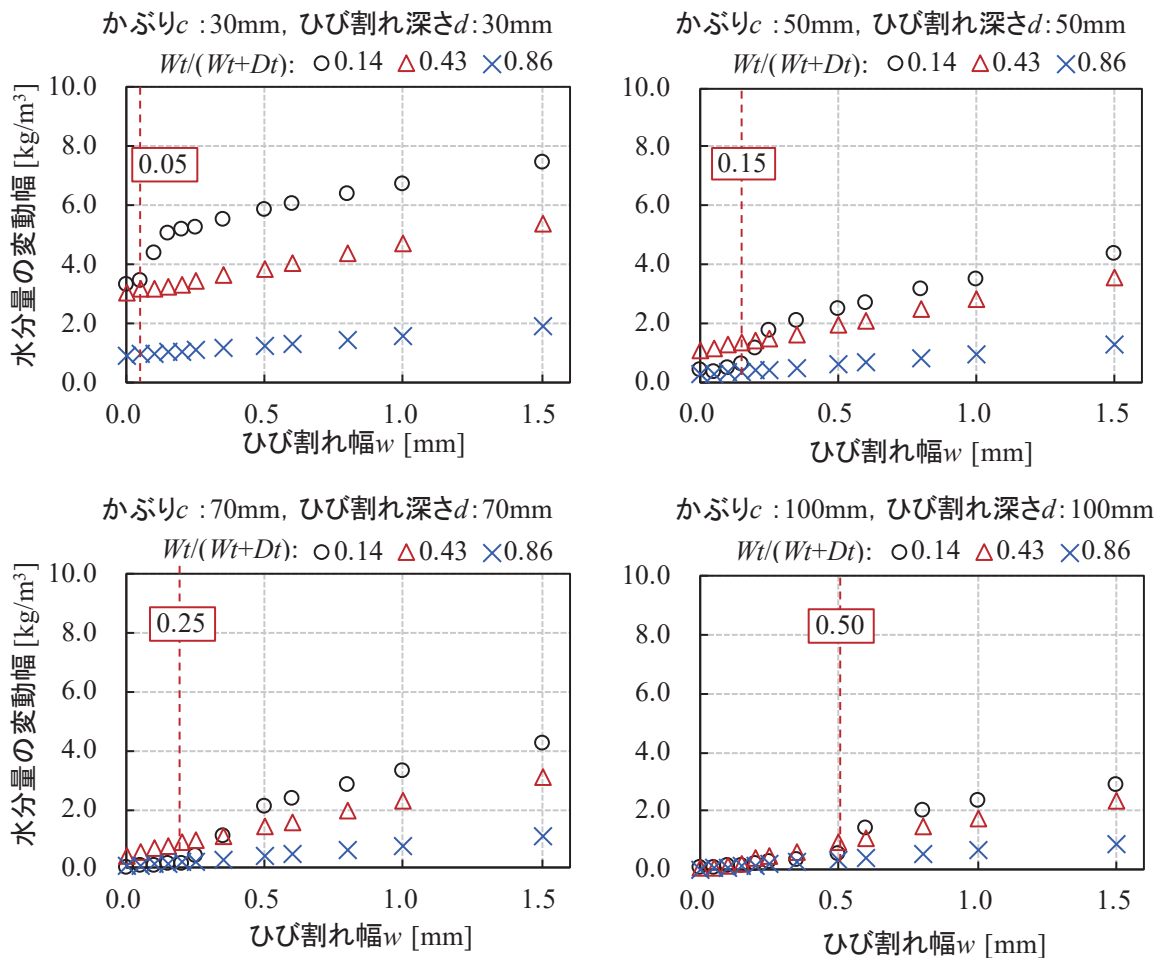 かぶりc：30mm，ひび割れ深さd：30mm
Wt/(Wt+Dt): ○0.14 △0.43 ×0.86
10.0
8.0
6.0
4.0
2.0
0.0
0.05
水分量の変動幅 [kg/m³]
0.0 0.5 1.0 1.5
ひび割れ幅w [mm]
かぶりc：50mm，ひび割れ深さd：50mm
Wt/(Wt+Dt): ○0.14 △0.43 ×0.86
10.0
8.0
6.0
4.0
2.0
0.0
0.15
0.0 0.5 1.0 1.5
ひび割れ幅w [mm]
かぶりc：70mm，ひび割れ深さd：70mm
Wt/(Wt+Dt): ○0.14 △0.43 ×0.86
10.0
8.0
6.0
4.0
2.0
0.0
0.25
水分量の変動幅 [kg/m³]
0.0 0.5 1.0 1.5
ひび割れ幅w [mm]
かぶりc：100mm，ひび割れ深さd：100mm
Wt/(Wt+Dt): ○0.14 △0.43 ×0.86
10.0
8.0
6.0
4.0
2.0
0.0
0.50
0.0 0.5 1.0 1.5
ひび割れ幅w [mm]